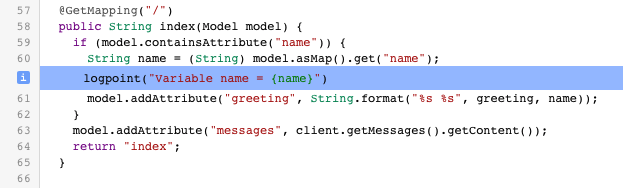 57 @GetMapping("/")
58 public String index(Model model) {
59 if (model.containsAttribute("name")) {
60 String name = (String) model.asMap().get("name");
i logpoint("Variable name = {name}")
61 model.addAttribute("greeting", String.format("%s %s", greeting, name));
62 }
63 model.addAttribute("messages", client.getMessages().getContent());
64 return "index";
65 }
66